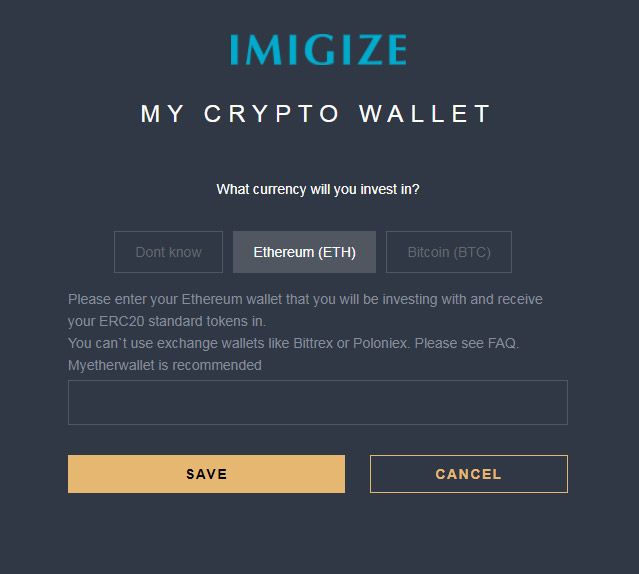 IMIGIZE
MY CRYPTO WALLET
What currency will you invest in?
Dont know Ethereum (ETH) Bitcoin (BTC)
Please enter your Ethereum wallet that you will be investing with and receive
your ERC20 standard tokens in.
You can`t use exchange wallets like Bittrex or Poloniex. Please see FAQ.
Myetherwallet is recommended
SAVE CANCEL